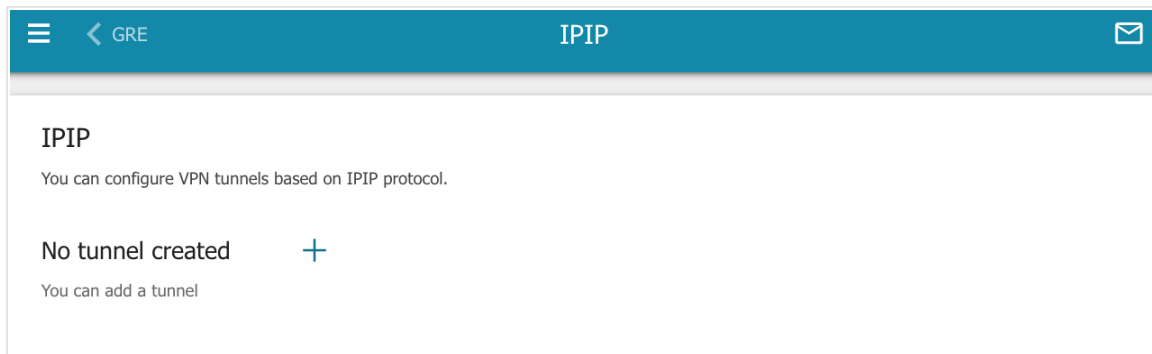 GRE
IPIP
IPIP
You can configure VPN tunnels based on IPIP protocol.
No tunnel created
You can add a tunnel